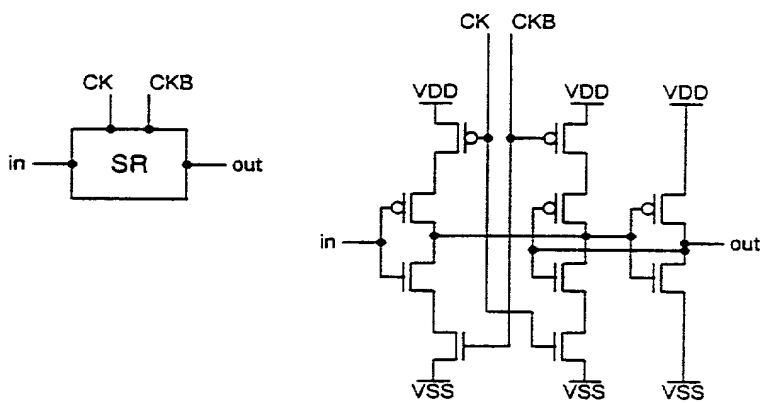 CK CKB
in SR out
CK CKB
VDD VDD VDD
in out
VSS VSS VSS